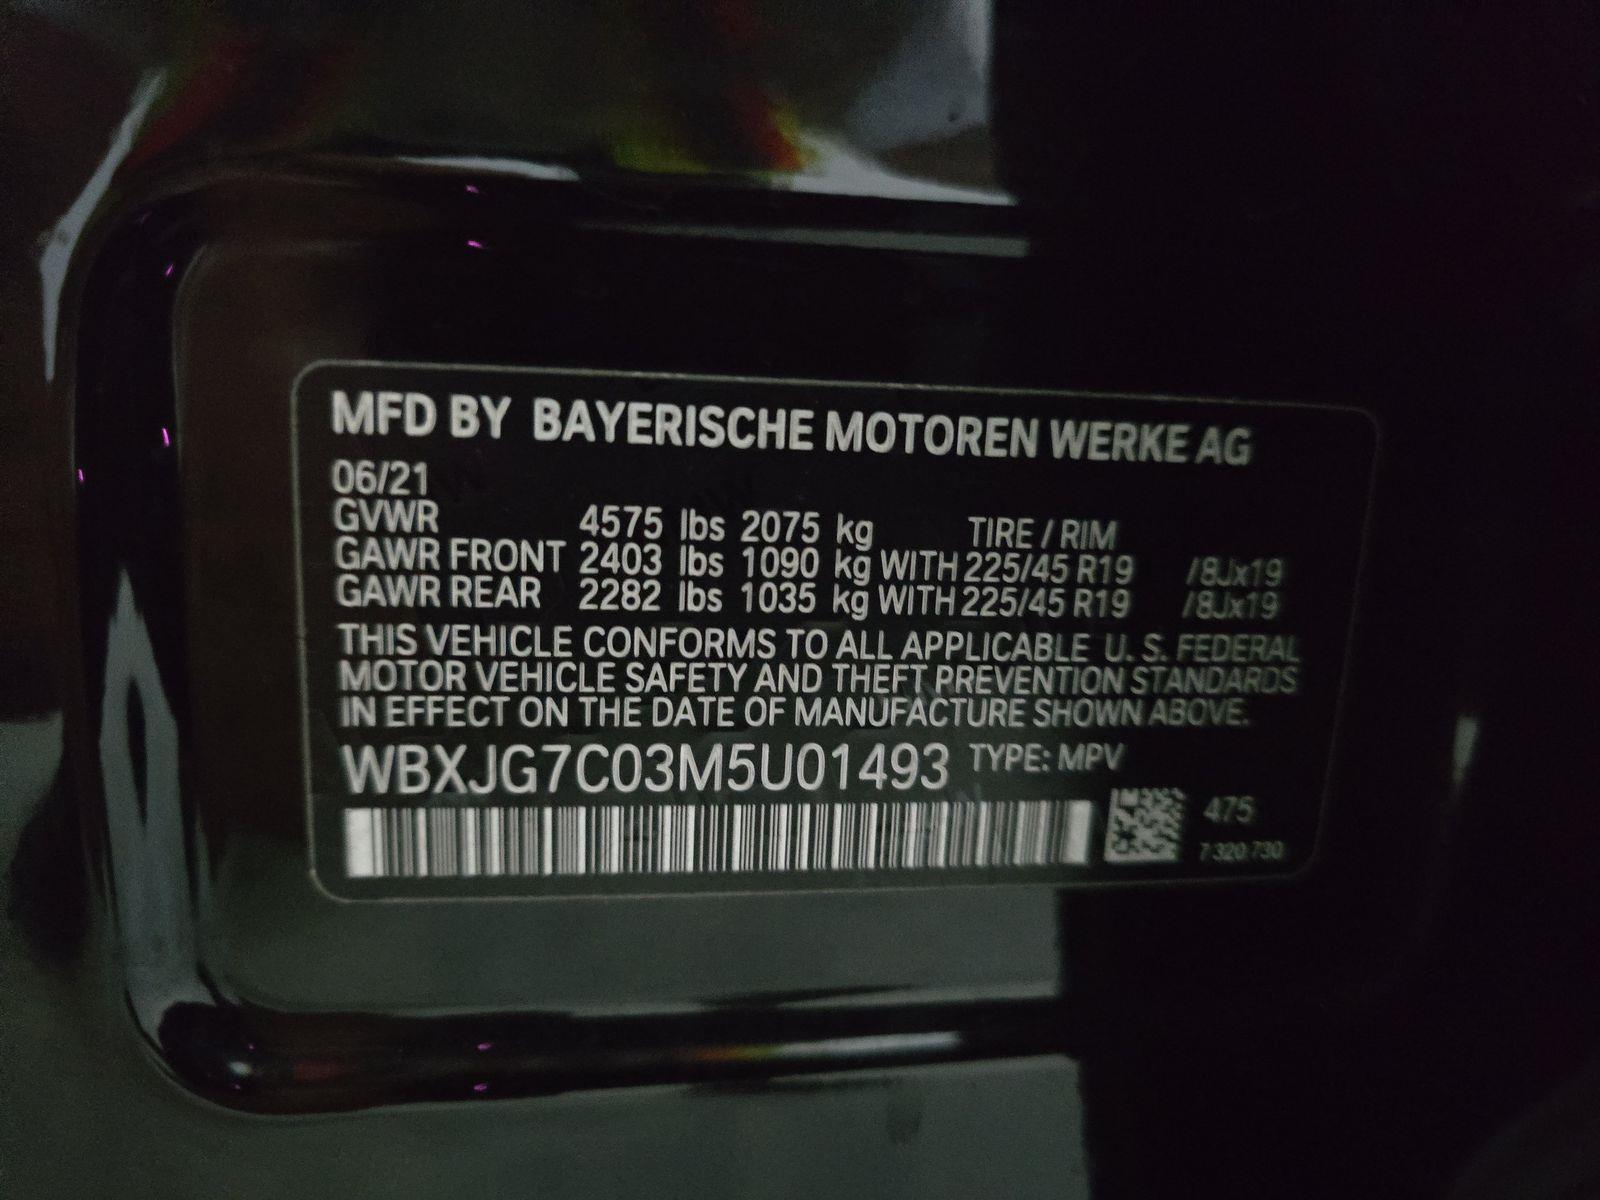 MFD BY BAYERISCHE MOTOREN WERKE AG
06/21
GVWR 4575 lbs 2075 kg TIRE / RIM
GAWR FRONT 2403 lbs 1090 kg WITH 225/45 R19 /8Jx19
GAWR REAR 2282 lbs 1035 kg WITH 225/45 R19 /8Jx19
THIS VEHICLE CONFORMS TO ALL APPLICABLE U. S. FEDERAL
MOTOR VEHICLE SAFETY AND THEFT PREVENTION STANDARDS
IN EFFECT ON THE DATE OF MANUFACTURE SHOWN ABOVE.
WBXJG7C03M5U01493 TYPE: MPV
475
7 320 730